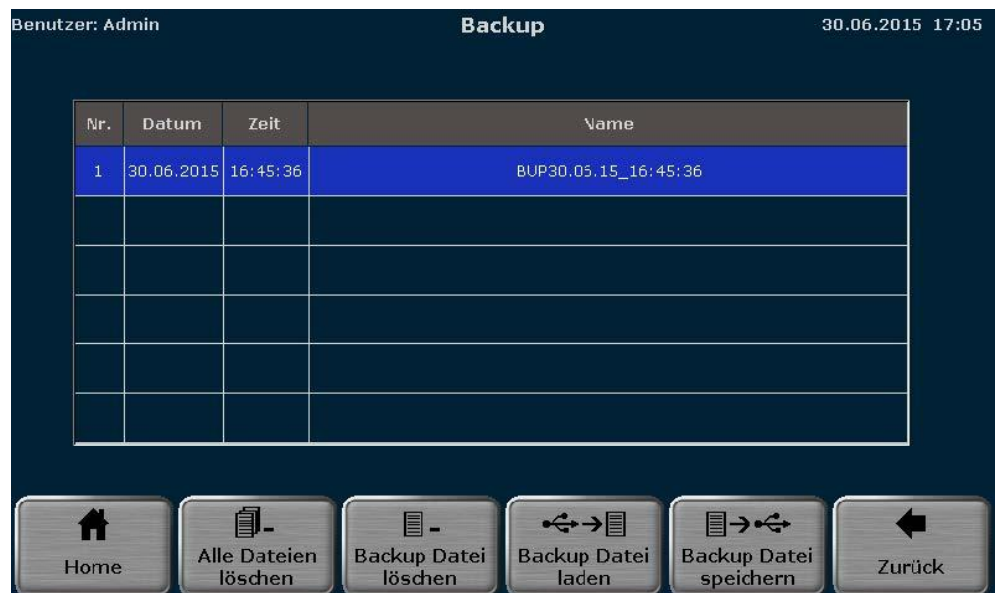 Benutzer: Admin Backup 30.06.2015 17:05
Nr. Datum Zeit Name
1 30.06.2015 16:45:36 BUP30.06.15_16:45:36
Home
Alle Dateien
löschen
Backup Datei
löschen
Backup Datei
laden
Backup Datei
speichern
Zurück